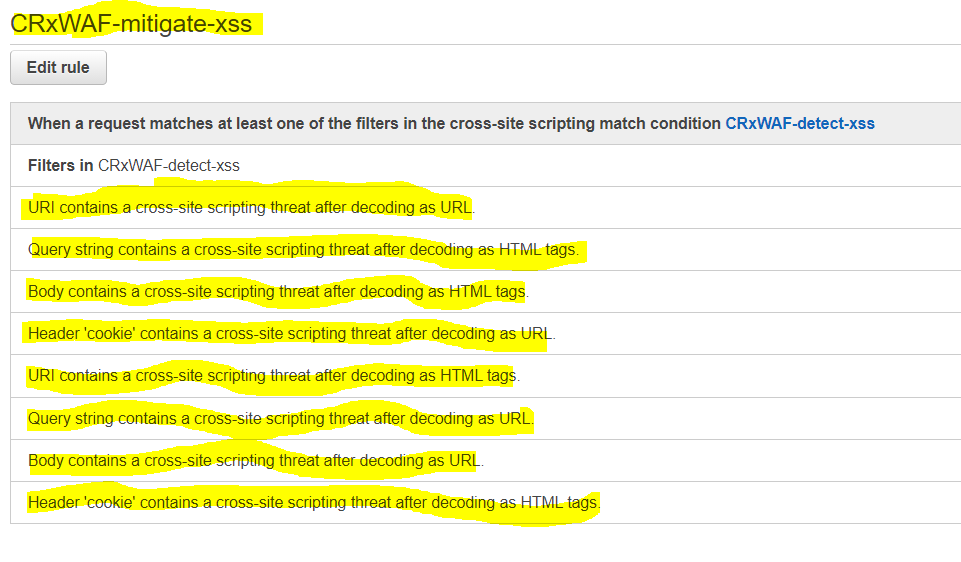 CRxWAF-mitigate-xss
Edit rule
When a request matches at least one of the filters in the cross-site scripting match condition CRxWAF-detect-xss
Filters in CRxWAF-detect-xss
URI contains a cross-site scripting threat after decoding as URL.
Query string contains a cross-site scripting threat after decoding as HTML tags.
Body contains a cross-site scripting threat after decoding as HTML tags.
Header 'cookie' contains a cross-site scripting threat after decoding as URL.
URI contains a cross-site scripting threat after decoding as HTML tags.
Query string contains a cross-site scripting threat after decoding as URL.
Body contains a cross-site scripting threat after decoding as URL.
Header 'cookie' contains a cross-site scripting threat after decoding as HTML tags.